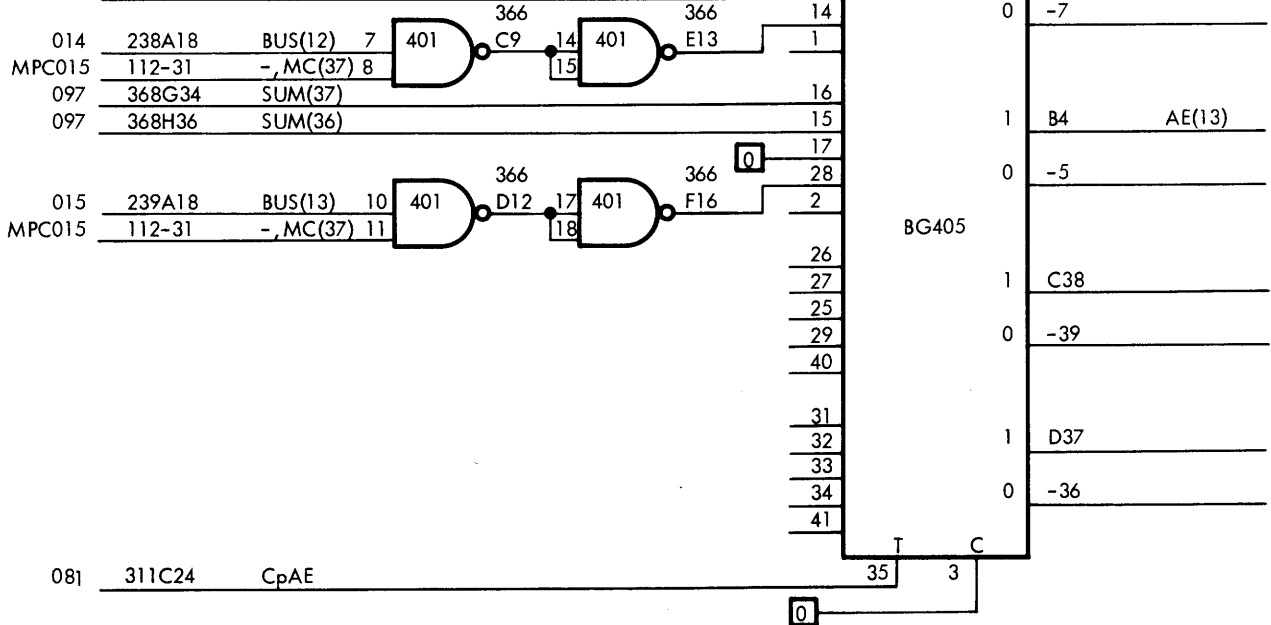 14 0 -7
366 366
014 238A18 BUS(12) 7 401 C9 14 401 E13 1
MPC015 112-31 -,MC(37) 8 15
097 368G34 SUM(37) 16
097 368H36 SUM(36) 15 1 B4 AE(13)
0 17
366 366 28 0 -5
015 239A18 BUS(13) 10 401 D12 17 401 F16 2
MPC015 112-31 -,MC(37) 11 18 BG405
26
27 1 C38
25
29 0 -39
40
31
32 1 D37
33
34 0 -36
41
T C
081 311C24 CpAE 35 3
0